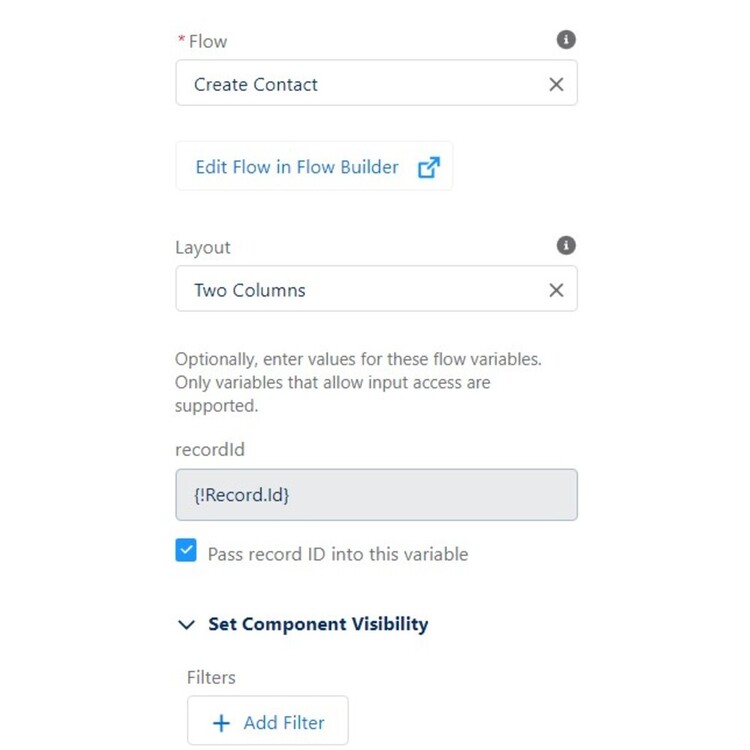 * Flow
Create Contact
Edit Flow in Flow Builder
Layout
Two Columns
Optionally, enter values for these flow variables.
Only variables that allow input access are
supported.
recordId
{!Record.Id}
Pass record ID into this variable
Set Component Visibility
Filters
+ Add Filter